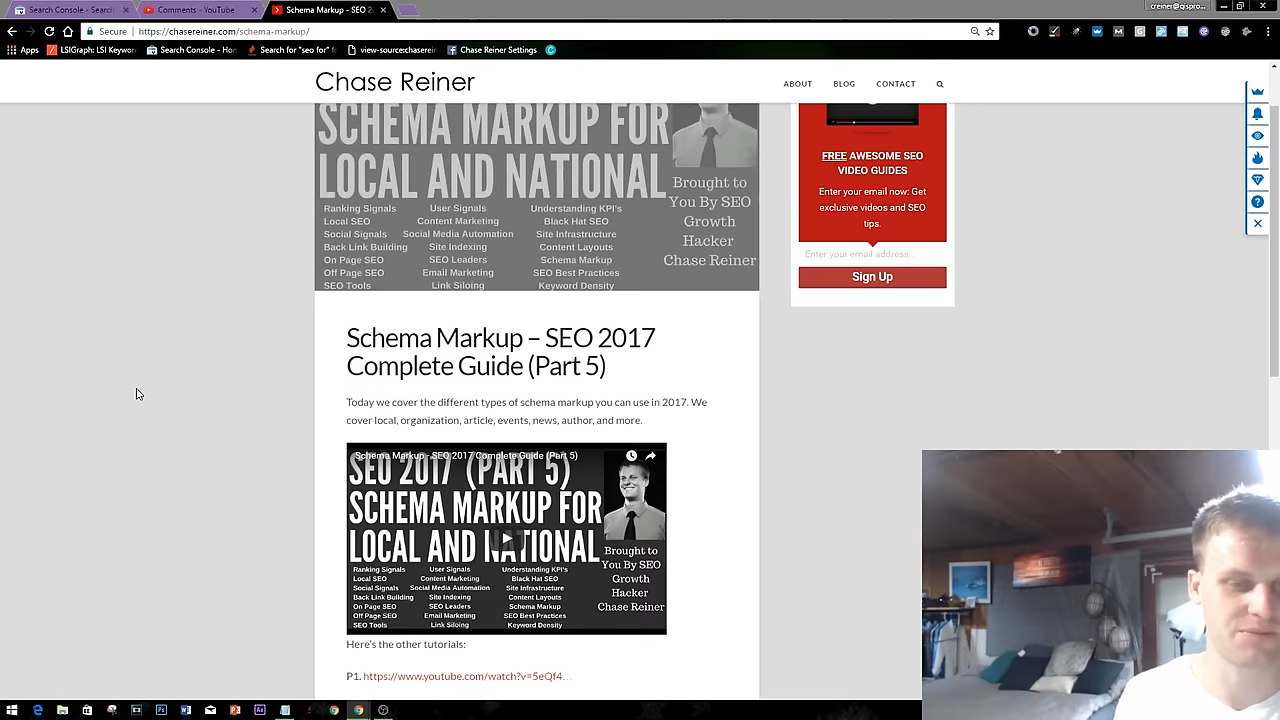 Search Console - Search
Comments - YouTube
Schema Markup - SEO 2
creiner@gspro
Secure
https://chasereiner.com/schema-markup/
Apps
LSIGraph: LSI Keyword
Search Console - Hom
Search for "seo for" fo
view-source:chaserein
Chase Reiner Settings
Chase Reiner
ABOUT
BLOG
CONTACT
SCHEMA MARKUP FOR
LOCAL AND NATIONAL
Ranking Signals
Local SEO
Social Signals
Back Link Building
On Page SEO
Off Page SEO
SEO Tools
User Signals
Content Marketing
Social Media Automation
Site Indexing
SEO Leaders
Email Marketing
Link Siloing
Understanding KPI's
Black Hat SEO
Site Infrastructure
Content Layouts
Schema Markup
SEO Best Practices
Keyword Density
Brought to
You By SEO
Growth
Hacker
Chase Reiner
FREE AWESOME SEO
VIDEO GUIDES
Enter your email now: Get
exclusive videos and SEO
tips.
Enter your email address...
Sign Up
Schema Markup – SEO 2017
Complete Guide (Part 5)
Today we cover the different types of schema markup you can use in 2017. We
cover local, organization, article, events, news, author, and more.
Schema Markup - SEO 2017 Complete Guide (Part 5)
SEO 2017 (PART 5)
SCHEMA MARKUP FOR
LOCAL AND NATIONAL
Ranking Signals
Local SEO
Social Signals
Back Link Building
On Page SEO
Off Page SEO
SEO Tools
User Signals
Content Marketing
Social Media Automation
Site Indexing
SEO Leaders
Email Marketing
Link Siloing
Understanding KPI's
Black Hat SEO
Site Infrastructure
Content Layouts
Schema Markup
SEO Best Practices
Keyword Density
Brought to
You By SEO
Growth
Hacker
Chase Reiner
Here's the other tutorials:
P1. https://www.youtube.com/watch?v=5eQf4...